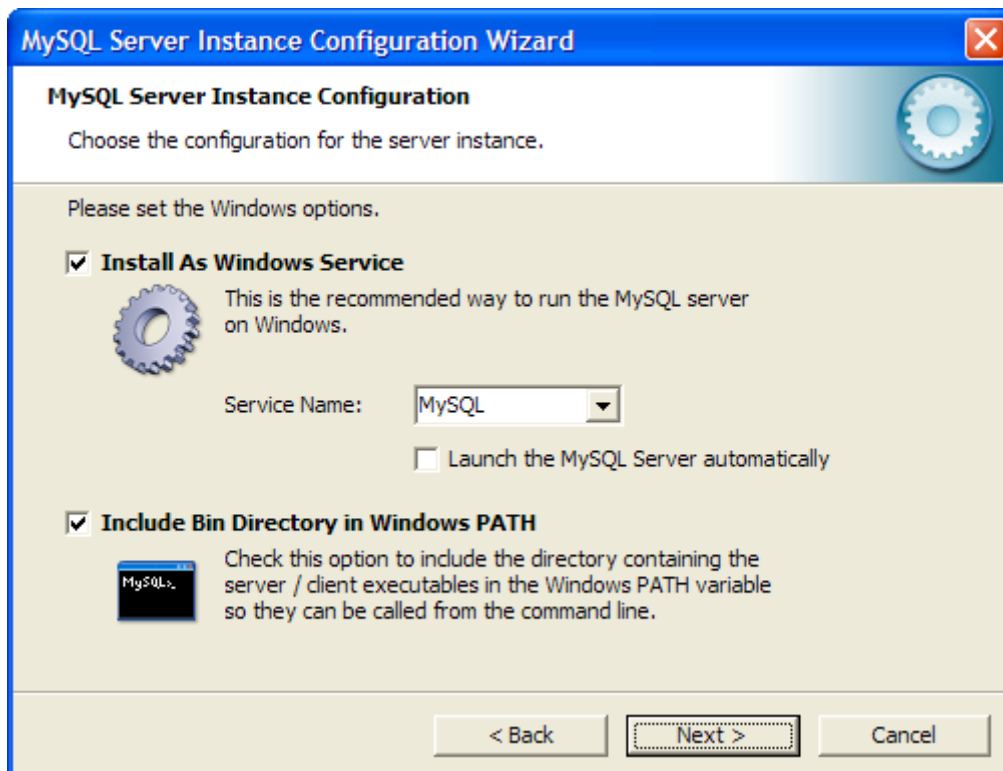 MySQL Server Instance Configuration Wizard
MySQL Server Instance Configuration
Choose the configuration for the server instance.
Please set the Windows options.
Install As Windows Service
This is the recommended way to run the MySQL server
on Windows.
Service Name:
MySQL
Launch the MySQL Server automatically
Include Bin Directory in Windows PATH
MySQL>_
Check this option to include the directory containing the
server / client executables in the Windows PATH variable
so they can be called from the command line.
< Back
Next >
Cancel